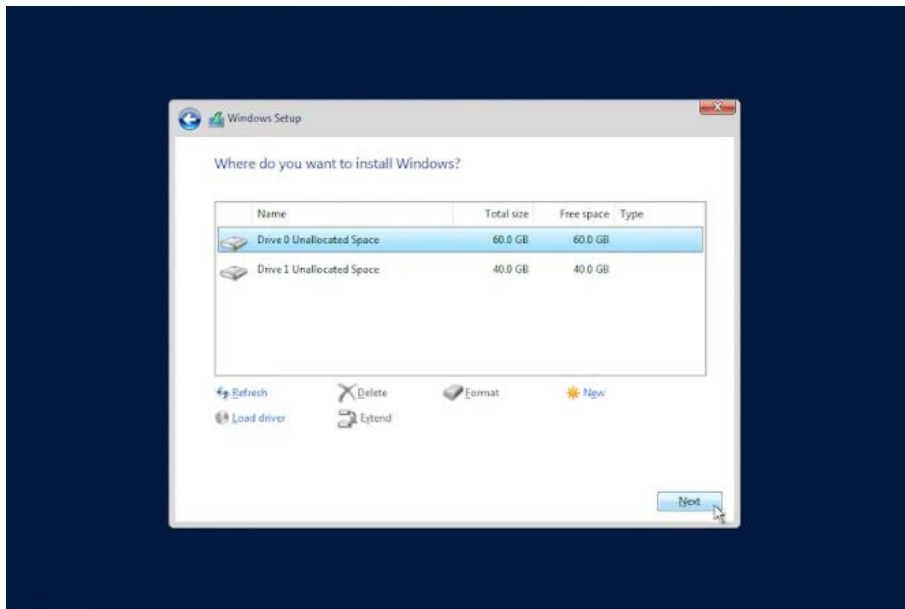 Windows Setup
Where do you want to install Windows?
Name Total size Free space Type
Drive 0 Unallocated Space 60.0 GB 60.0 GB
Drive 1 Unallocated Space 40.0 GB 40.0 GB
Refresh Delete Format New
Load driver Extend
Next